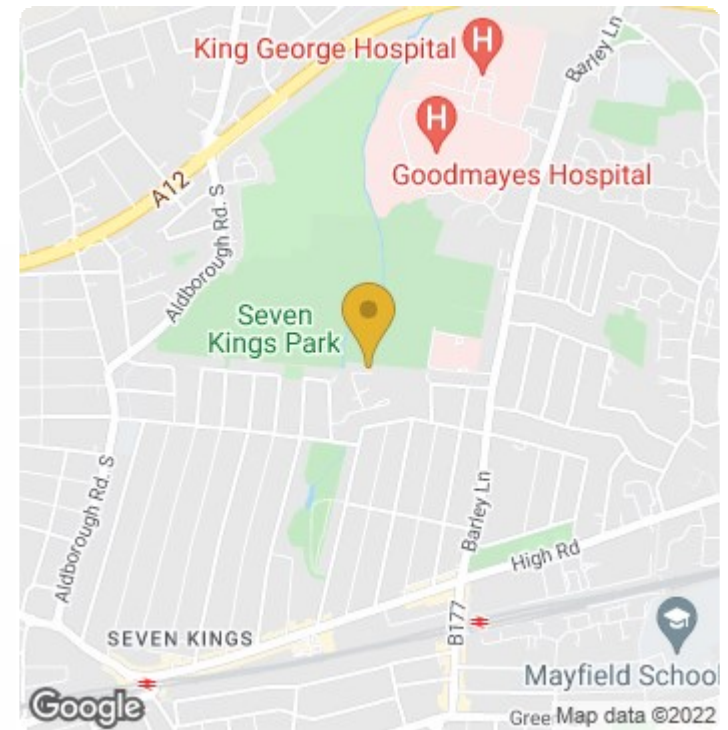 King George Hospital
H
Barley Ln
H
Goodmayes Hospital
A12
Aldborough Rd. S
Seven
Kings Park
Aldborough Rd. S
Barley Ln
High Rd
SEVEN KINGS
B177
Mayfield School
Google
Gree
Map data ©2022